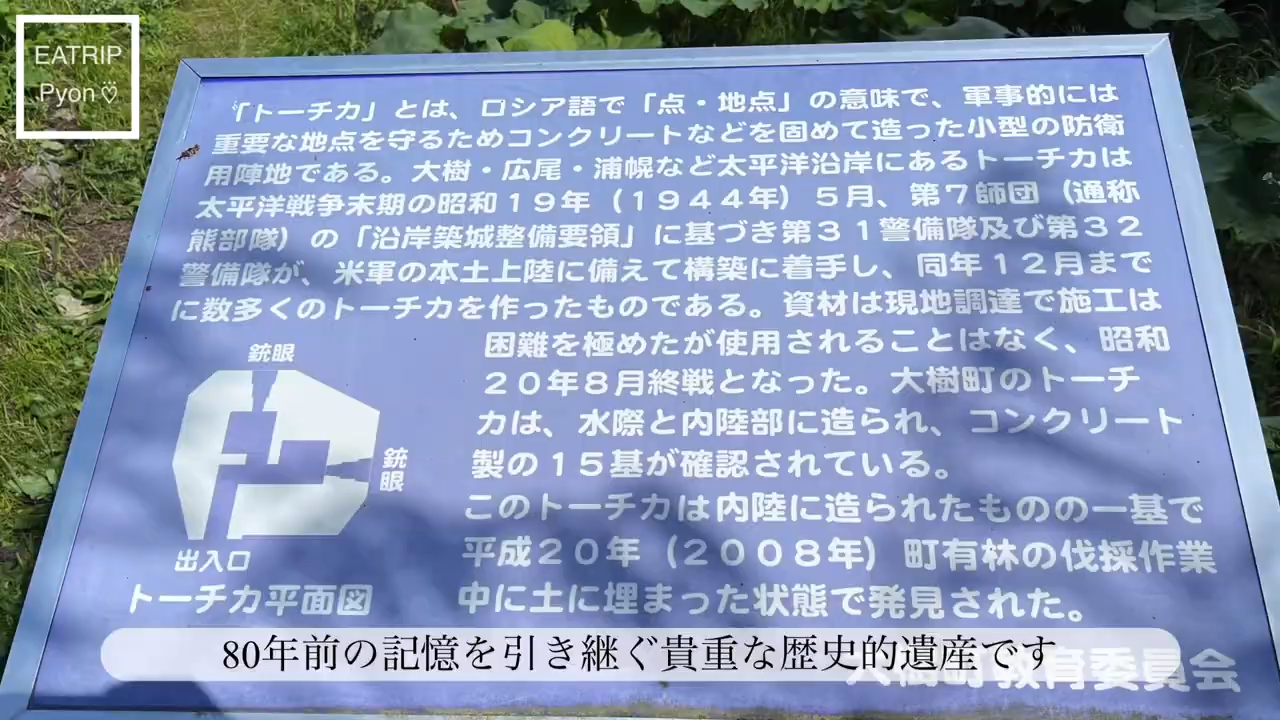 EATRIP
Pyon♡
「トーチカ」とは、ロシア語で「点・地点」の意味で、軍事的には
重要な地点を守るためコンクリートなどを固めて造った小型の防衛
用陣地である。大樹・広尾・浦幌など太平洋沿岸にあるトーチカは
太平洋戦争末期の昭和１９年（１９４４年）５月、第７師団（通称
熊部隊）の「沿岸築城整備要領」に基づき第３１警備隊及び第３２
警備隊が、米軍の本土上陸に備えて構築に着手し、同年１２月まで
に数多くのトーチカを作ったものである。資材は現地調達で施工は
困難を極めたが使用されることはなく、昭和
２０年８月終戦となった。大樹町のトーチ
カは、水際と内陸部に造られ、コンクリート
製の１５基が確認されている。
このトーチカは内陸に造られたものの一基で
平成２０年（２００８年）町有林の伐採作業
中に土に埋まった状態で発見された。
銃眼
銃眼
出入口
トーチカ平面図
大樹町教育委員会
80年前の記憶を引き継ぐ貴重な歴史的遺産です